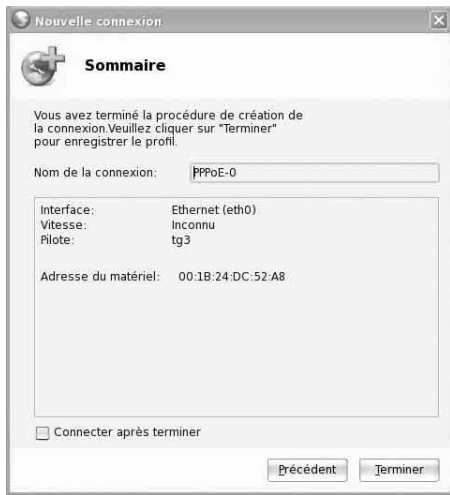 Nouvelle connexion
Sommaire
Vous avez terminé la procédure de création de
la connexion.Veuillez cliquer sur "Terminer"
pour enregistrer le profil.
Nom de la connexion: PPPoE-0
Interface: Ethernet (eth0)
Vitesse: Inconnu
Pilote: tg3
Adresse du matériel: 00:1B:24:DC:52:A8
Connecter après terminer
Précédent Terminer